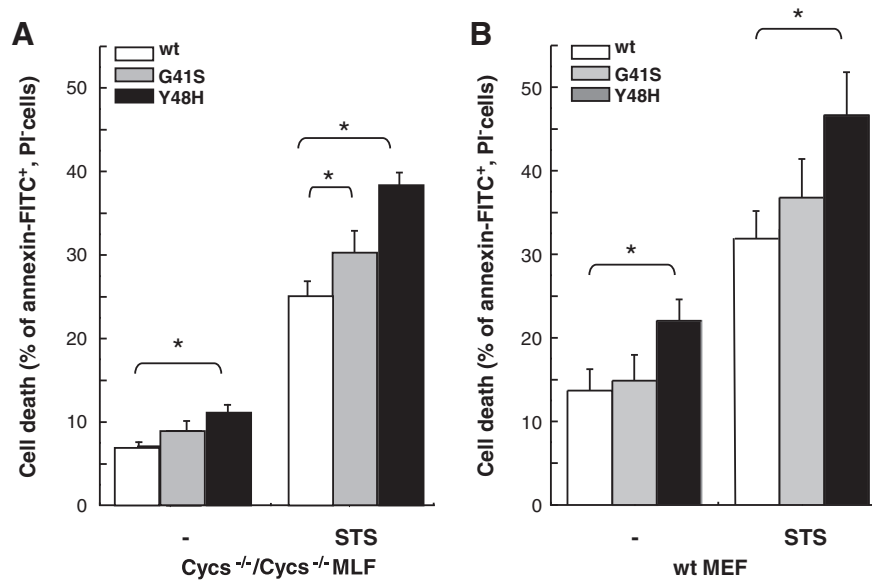 A
wt
G41S
Y48H
Cell death (% of annexin-FITC⁺, PI⁻cells)
50
40
30
20
10
0
*
*
*
-
STS
Cycs ⁻/⁻/Cycs ⁻/⁻ MLF
B
wt
G41S
Y48H
Cell death (% of annexin-FITC⁺, PI⁻cells)
50
40
30
20
10
0
*
*
-
STS
wt MEF